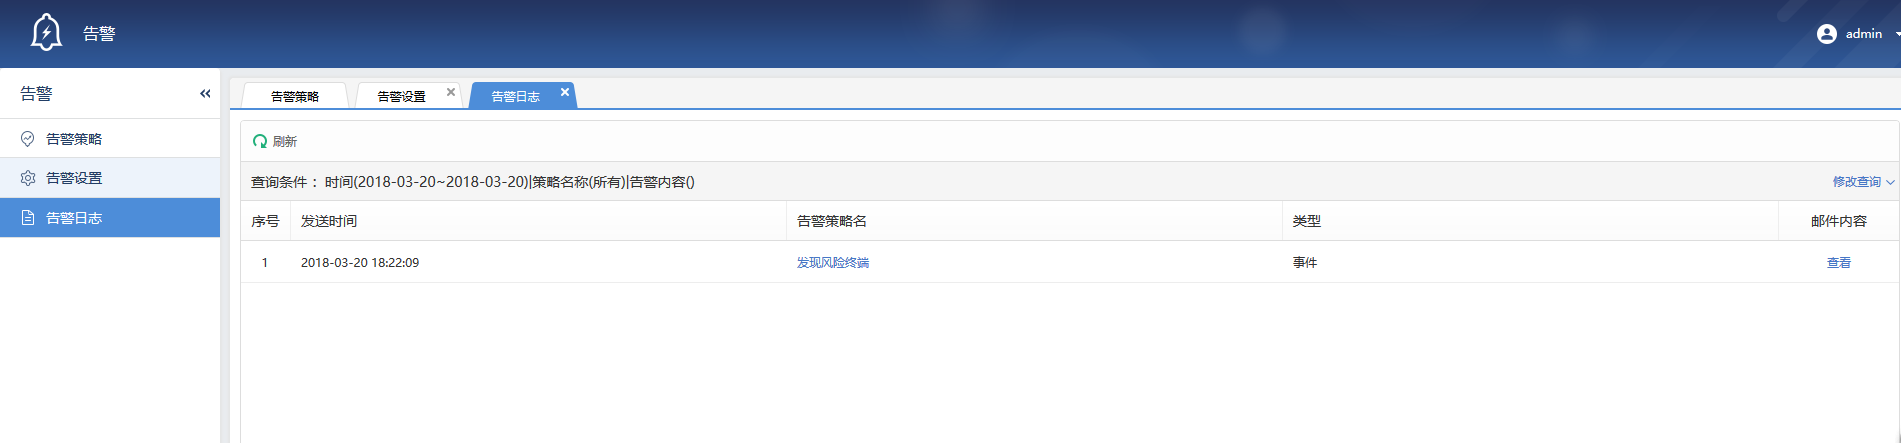 告警
admin
告警
告警策略
告警设置
告警日志
告警策略 告警设置 告警日志
刷新
查询条件 ： 时间(2018-03-20~2018-03-20)|策略名称(所有)|告警内容()
修改查询
序号 发送时间 告警策略名 类型 邮件内容
1 2018-03-20 18:22:09 发现风险终端 事件 查看